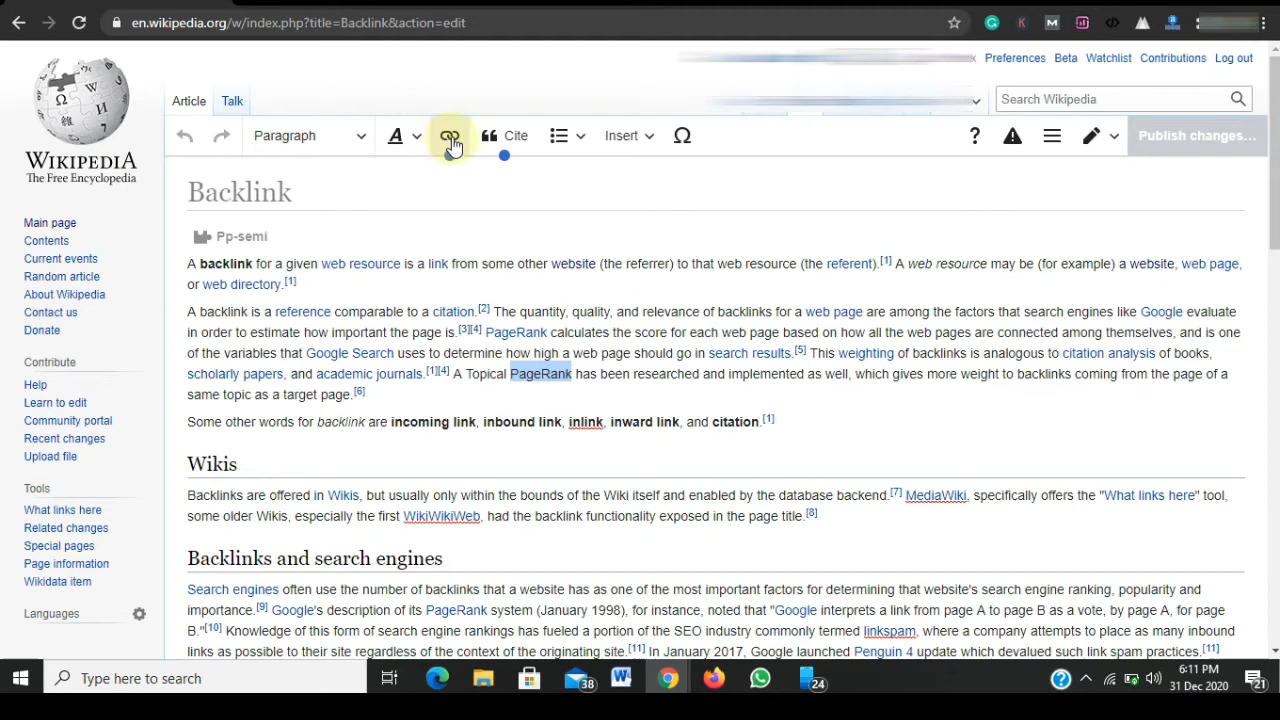 en.wikipedia.org/w/index.php?title=Backlink&action=edit
Preferences Beta Watchlist Contributions Log out
Article Talk
Search Wikipedia
Paragraph A Cite Insert Ω ? Publish changes...
WIKIPEDIA
The Free Encyclopedia
Main page
Contents
Current events
Random article
About Wikipedia
Contact us
Donate
Contribute
Help
Learn to edit
Community portal
Recent changes
Upload file
Tools
What links here
Related changes
Special pages
Page information
Wikidata item
Languages
Backlink
Pp-semi
A backlink for a given web resource is a link from some other website (the referrer) to that web resource (the referent).[1] A web resource may be (for example) a website, web page,
or web directory.[1]
A backlink is a reference comparable to a citation.[2] The quantity, quality, and relevance of backlinks for a web page are among the factors that search engines like Google evaluate
in order to estimate how important the page is.[3][4] PageRank calculates the score for each web page based on how all the web pages are connected among themselves, and is one
of the variables that Google Search uses to determine how high a web page should go in search results.[5] This weighting of backlinks is analogous to citation analysis of books,
scholarly papers, and academic journals.[1][4] A Topical PageRank has been researched and implemented as well, which gives more weight to backlinks coming from the page of a
same topic as a target page.[6]
Some other words for backlink are incoming link, inbound link, inlink, inward link, and citation.[1]
Wikis
Backlinks are offered in Wikis, but usually only within the bounds of the Wiki itself and enabled by the database backend.[7] MediaWiki, specifically offers the "What links here" tool,
some older Wikis, especially the first WikiWikiWeb, had the backlink functionality exposed in the page title.[8]
Backlinks and search engines
Search engines often use the number of backlinks that a website has as one of the most important factors for determining that website's search engine ranking, popularity and
importance.[9] Google's description of its PageRank system (January 1998), for instance, noted that "Google interprets a link from page A to page B as a vote, by page A, for page
B."[10] Knowledge of this form of search engine rankings has fueled a portion of the SEO industry commonly termed linkspam, where a company attempts to place as many inbound
links as possible to their site regardless of the context of the originating site.[11] In January 2017, Google launched Penguin 4 update which devalued such link spam practices.[11]
Type here to search
38
24
6:11 PM
31 Dec 2020
21